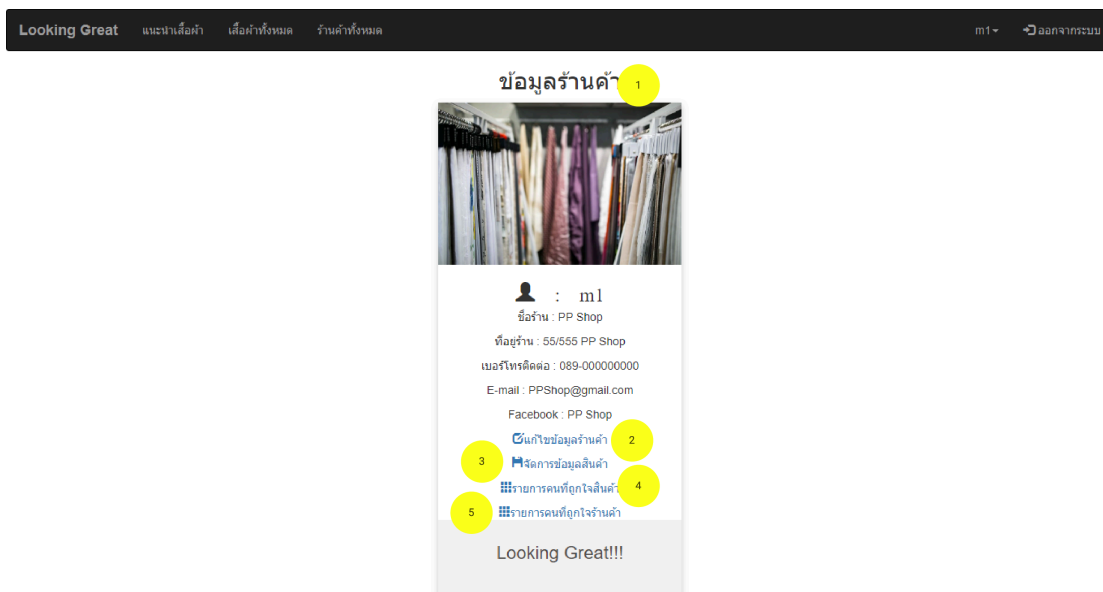 Looking Great แนะนำเสื้อผ้า เสื้อผ้าทั้งหมด ร้านค้าทั้งหมด m1 ออกจากระบบ
ข้อมูลร้านค้า 1
: m1
ชื่อร้าน : PP Shop
ที่อยู่ร้าน : 55/555 PP Shop
เบอร์โทรติดต่อ : 089-000000000
E-mail : PPShop@gmail.com
Facebook : PP Shop
แก้ไขข้อมูลร้านค้า 2
3 จัดการข้อมูลสินค้า
รายการคนที่ถูกใจสินค้า 4
5 รายการคนที่ถูกใจร้านค้า
Looking Great!!!